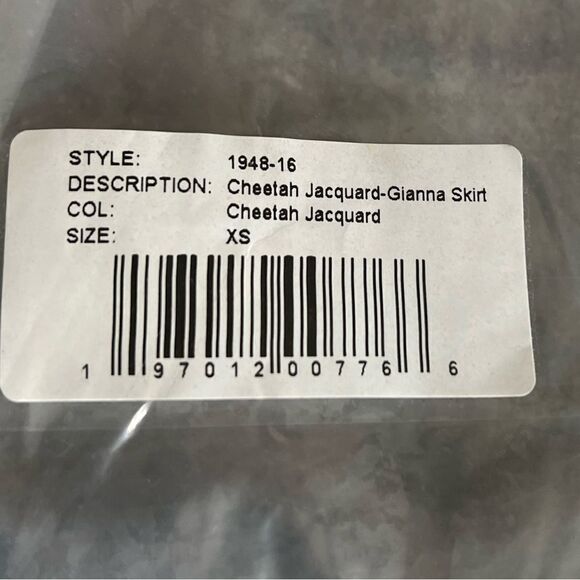 STYLE: 1948-16
DESCRIPTION: Cheetah Jacquard-Gianna Skirt
COL: Cheetah Jacquard
SIZE: XS
1 97012 00776 6